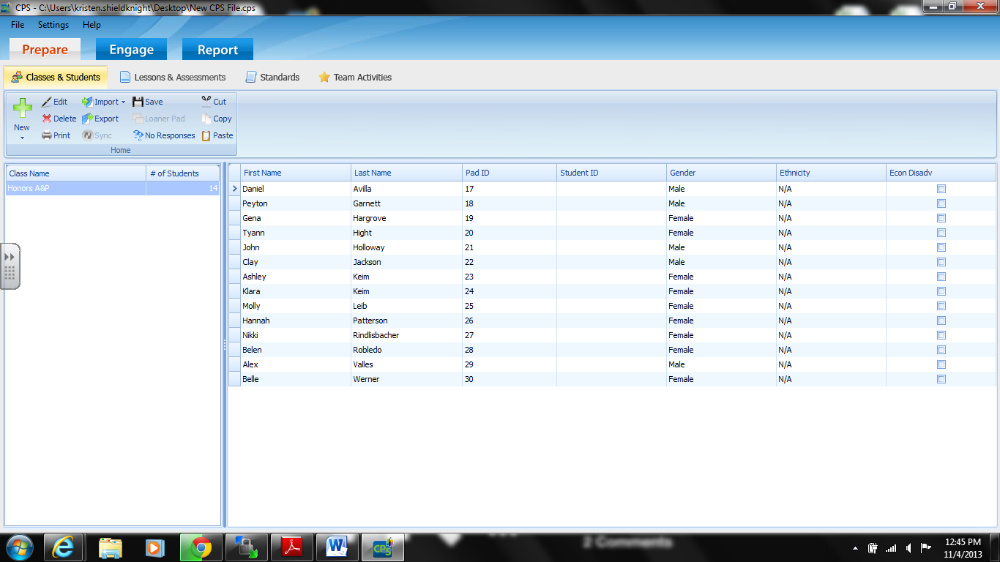 CPS - C:\Users\kristen.shieldknight\Desktop\New CPS File.cps
File Settings Help
Prepare Engage Report
Classes & Students Lessons & Assessments Standards Team Activities
New
Edit Import Save Cut
Delete Export Loaner Pad Copy
Print Sync No Responses Paste
Home
Class Name # of Students
Honors A&P 14
First Name Last Name Pad ID Student ID Gender Ethnicity Econ Disadv
Daniel Avilla 17 Male N/A
Peyton Garnett 18 Male N/A
Gena Hargrove 19 Female N/A
Tyann Hight 20 Female N/A
John Holloway 21 Male N/A
Clay Jackson 22 Male N/A
Ashley Keim 23 Female N/A
Klara Keim 24 Female N/A
Molly Leib 25 Female N/A
Hannah Patterson 26 Female N/A
Nikki Rindlisbacher 27 Female N/A
Belen Robledo 28 Female N/A
Alex Valles 29 Male N/A
Belle Werner 30 Female N/A
2 Comments
CPS
12:45 PM
11/4/2013